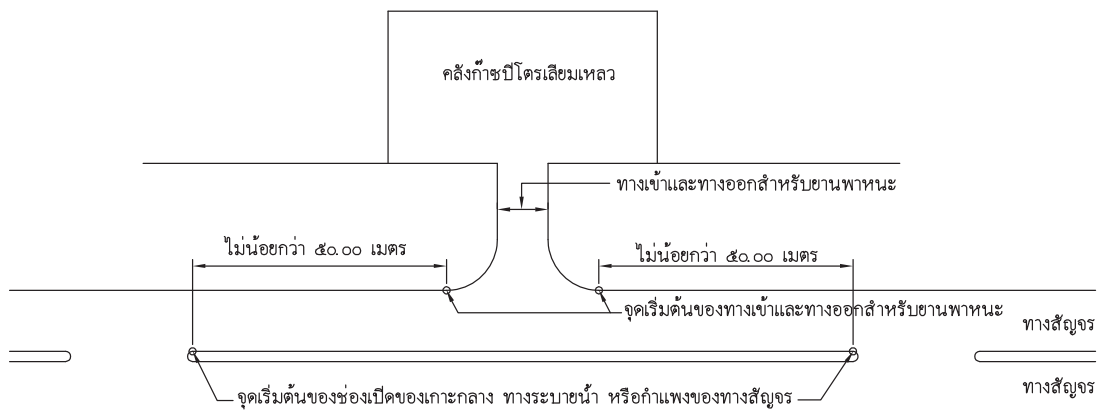 คลังก๊าซปิโตรเลียมเหลว
ทางเข้าและทางออกสำหรับยานพาหนะ
ไม่น้อยกว่า ๕๐.๐๐ เมตร
ไม่น้อยกว่า ๕๐.๐๐ เมตร
จุดเริ่มต้นของทางเข้าและทางออกสำหรับยานพาหนะ
ทางสัญจร
จุดเริ่มต้นของช่องเปิดของเกาะกลาง ทางระบายน้ำ หรือกำแพงของทางสัญจร
ทางสัญจร